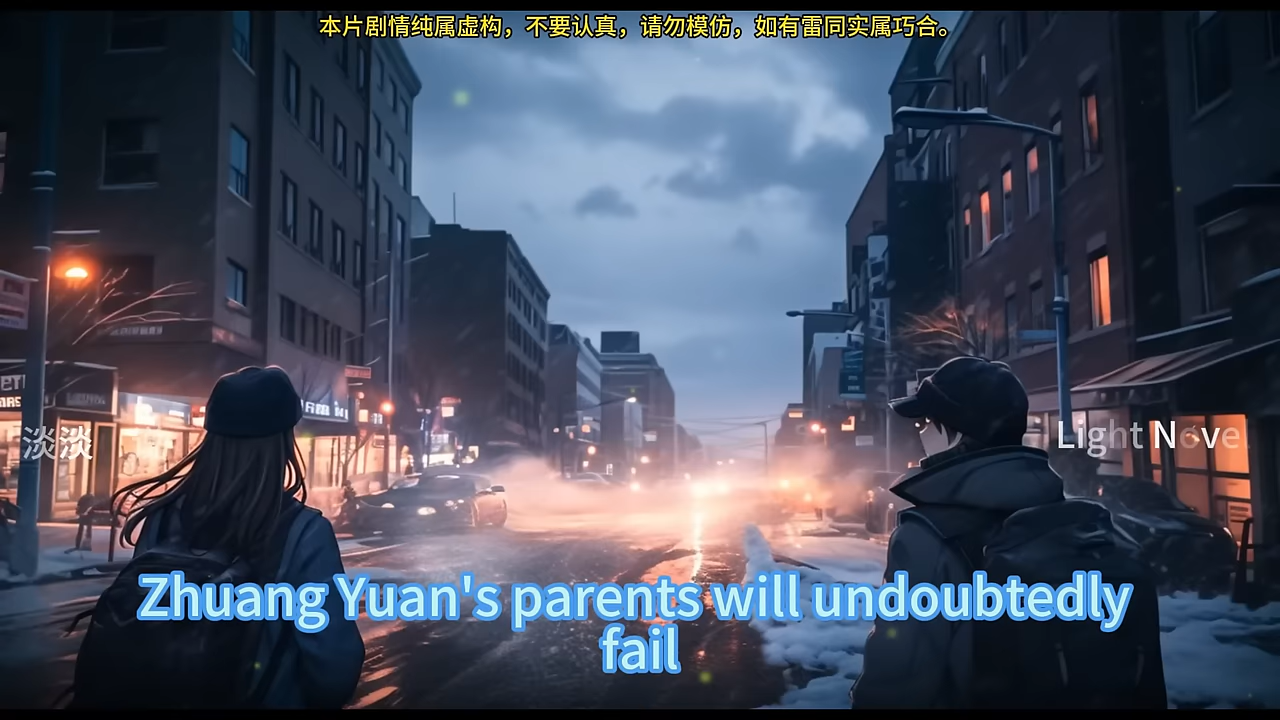 本片剧情纯属虚构，不要认真，请勿模仿，如有雷同实属巧合。
淡淡
Light Novel
Zhuang Yuan's parents will undoubtedly
fail